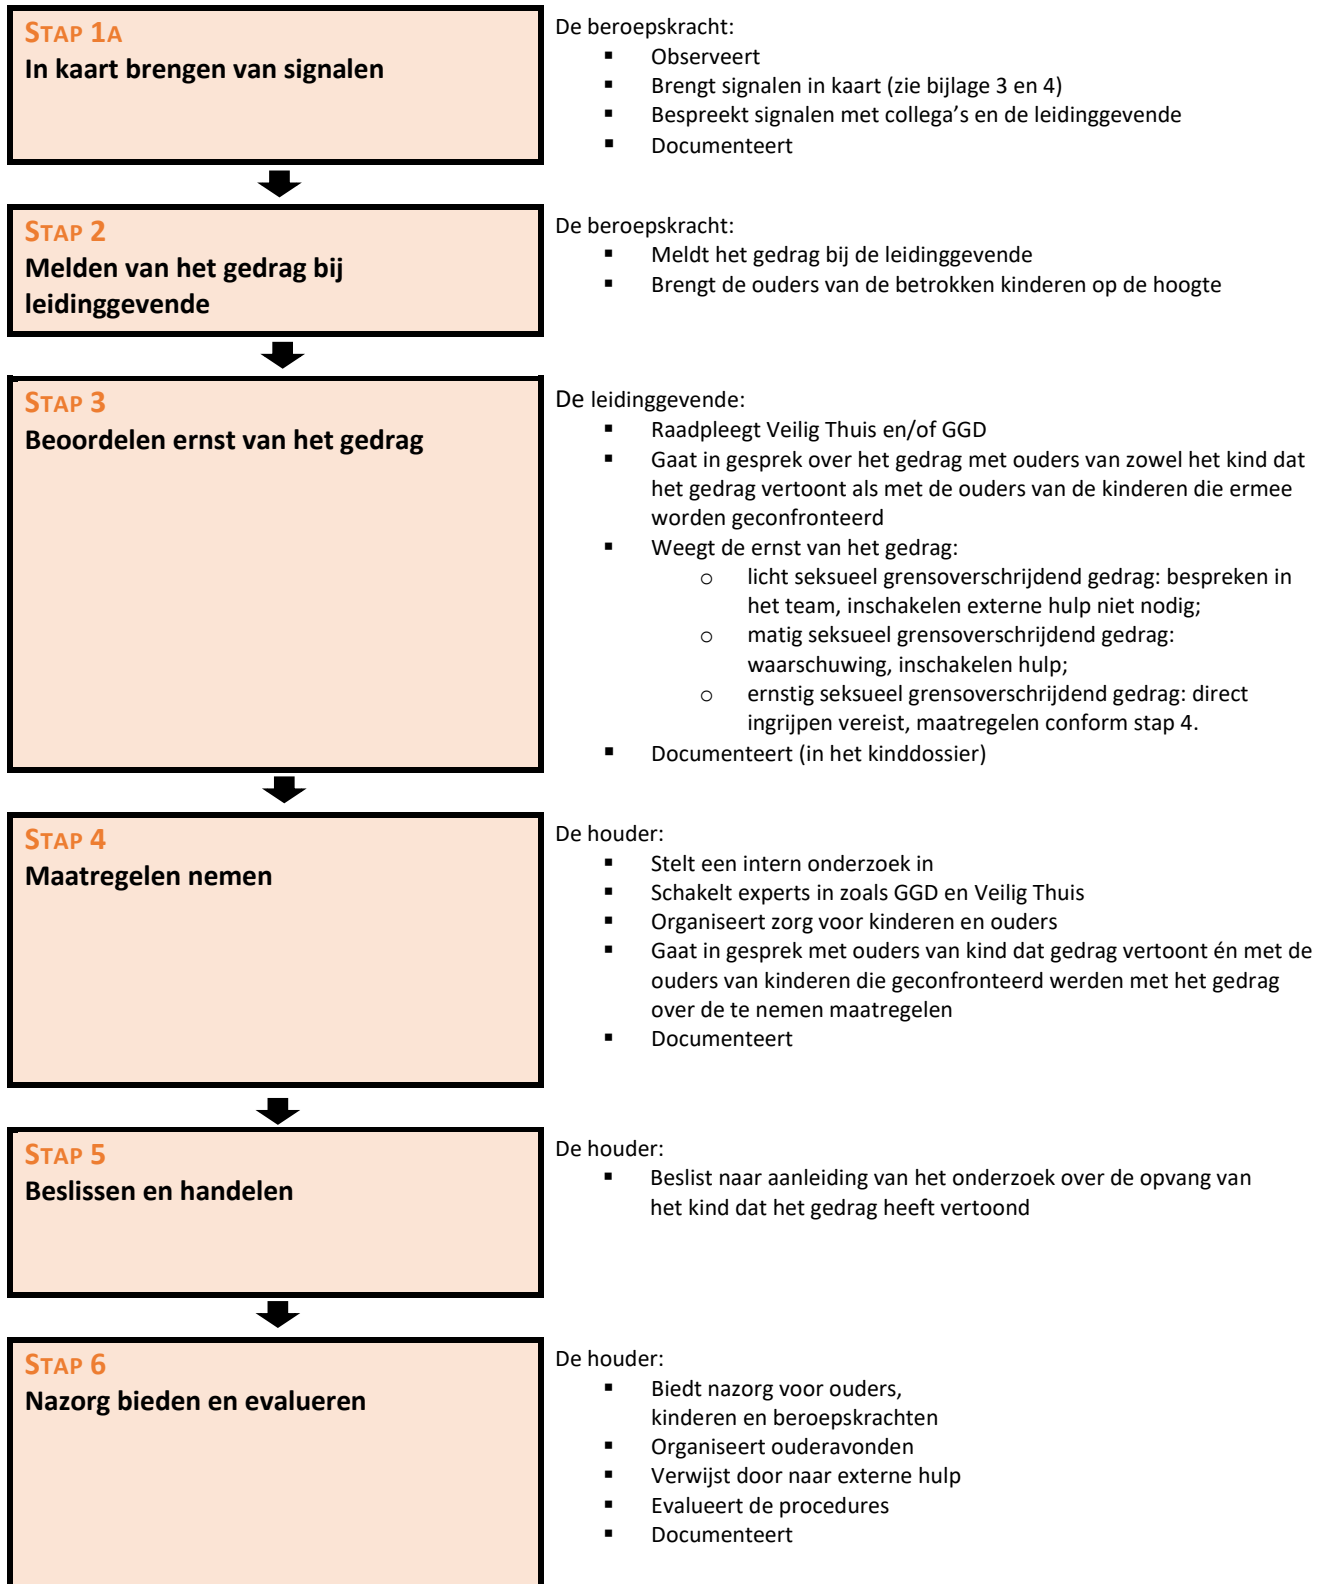 STAP 1A
In kaart brengen van signalen
De beroepskracht:
▪ Observeert
▪ Brengt signalen in kaart (zie bijlage 3 en 4)
▪ Bespreekt signalen met collega’s en de leidinggevende
▪ Documenteert
STAP 2
Melden van het gedrag bij
leidinggevende
De beroepskracht:
▪ Meldt het gedrag bij de leidinggevende
▪ Brengt de ouders van de betrokken kinderen op de hoogte
STAP 3
Beoordelen ernst van het gedrag
De leidinggevende:
▪ Raadpleegt Veilig Thuis en/of GGD
▪ Gaat in gesprek over het gedrag met ouders van zowel het kind dat
het gedrag vertoont als met de ouders van de kinderen die ermee
worden geconfronteerd
▪ Weegt de ernst van het gedrag:
o licht seksueel grensoverschrijdend gedrag: bespreken in
het team, inschakelen externe hulp niet nodig;
o matig seksueel grensoverschrijdend gedrag:
waarschuwing, inschakelen hulp;
o ernstig seksueel grensoverschrijdend gedrag: direct
ingrijpen vereist, maatregelen conform stap 4.
▪ Documenteert (in het kinddossier)
STAP 4
Maatregelen nemen
De houder:
▪ Stelt een intern onderzoek in
▪ Schakelt experts in zoals GGD en Veilig Thuis
▪ Organiseert zorg voor kinderen en ouders
▪ Gaat in gesprek met ouders van kind dat gedrag vertoont én met de
ouders van kinderen die geconfronteerd werden met het gedrag
over de te nemen maatregelen
▪ Documenteert
STAP 5
Beslissen en handelen
De houder:
▪ Beslist naar aanleiding van het onderzoek over de opvang van
het kind dat het gedrag heeft vertoond
STAP 6
Nazorg bieden en evalueren
De houder:
▪ Biedt nazorg voor ouders,
kinderen en beroepskrachten
▪ Organiseert ouderavonden
▪ Verwijst door naar externe hulp
▪ Evalueert de procedures
▪ Documenteert